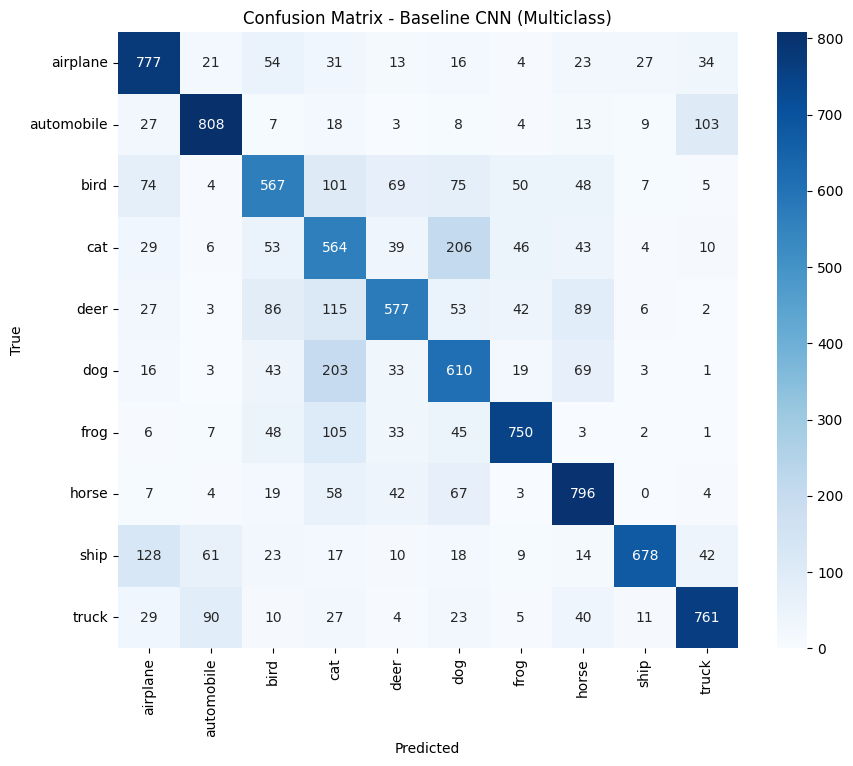 Confusion Matrix - Baseline CNN (Multiclass)
airplane 777 21 54 31 13 16 4 23 27 34
automobile 27 808 7 18 3 8 4 13 9 103
bird 74 4 567 101 69 75 50 48 7 5
cat 29 6 53 564 39 206 46 43 4 10
deer 27 3 86 115 577 53 42 89 6 2
dog 16 3 43 203 33 610 19 69 3 1
frog 6 7 48 105 33 45 750 3 2 1
horse 7 4 19 58 42 67 3 796 0 4
ship 128 61 23 17 10 18 9 14 678 42
truck 29 90 10 27 4 23 5 40 11 761
airplane automobile bird cat deer dog frog horse ship truck
Predicted
True
800
700
600
500
400
300
200
100
0